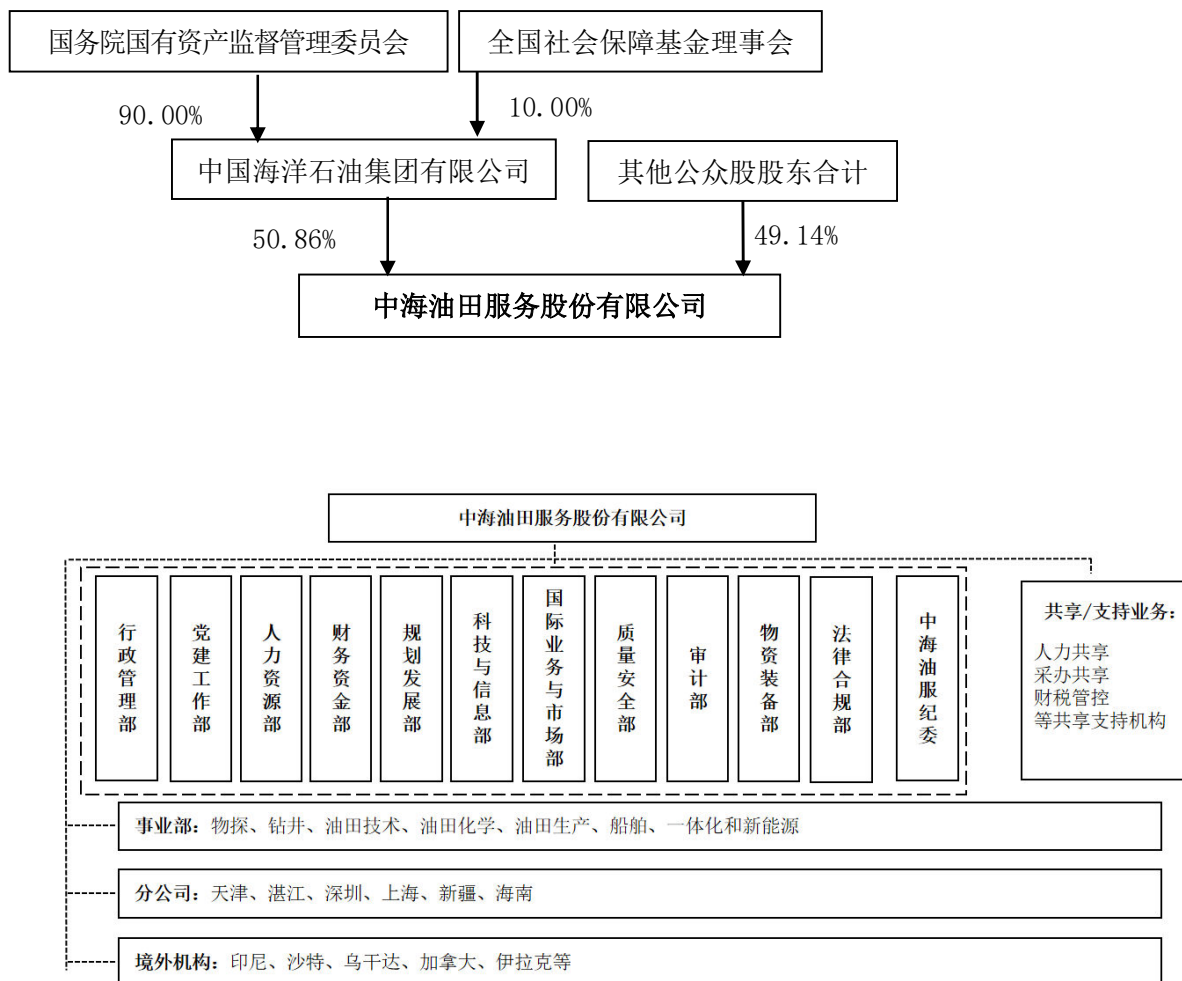 国务院国有资产监督管理委员会
全国社会保障基金理事会
90.00%
10.00%
中国海洋石油集团有限公司
其他公众股股东合计
50.86%
49.14%
中海油田服务股份有限公司
中海油田服务股份有限公司
行政管理部
党建工作部
人力资源部
财务资金部
规划发展部
科技与信息部
国际业务与市场部
质量安全部
审计部
物资装备部
法律合规部
中海油服纪委
共享/支持业务：
人力共享
采办共享
财税管控
等共享支持机构
事业部：物探、钻井、油田技术、油田化学、油田生产、船舶、一体化和新能源
分公司：天津、湛江、深圳、上海、新疆、海南
境外机构：印尼、沙特、乌干达、加拿大、伊拉克等